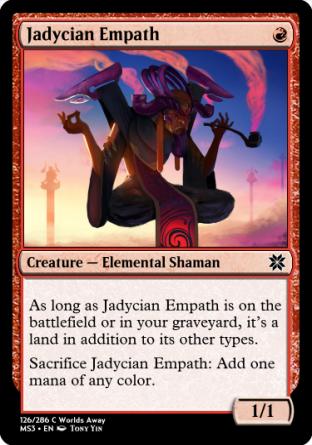 Jadycian Empath
Creature — Elemental Shaman
As long as Jadycian Empath is on the
battlefield or in your graveyard, it's a
land in addition to its other types.
Sacrifice Jadycian Empath: Add one
mana of any color.
126/286 C Worlds Away
MS3 • EN Tony Yin
1/1